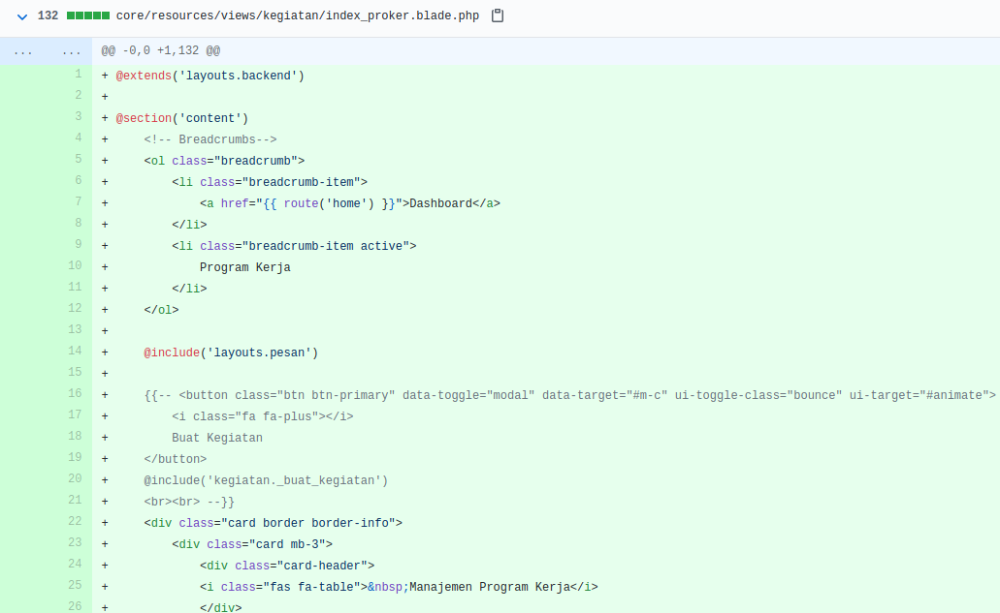 132 core/resources/views/kegiatan/index_proker.blade.php
... ... @@ -0,0 +1,132 @@
1 + @extends('layouts.backend')
2 +
3 + @section('content')
4 +     <!-- Breadcrumbs-->
5 +     <ol class="breadcrumb">
6 +         <li class="breadcrumb-item">
7 +             <a href="{{ route('home') }}">Dashboard</a>
8 +         </li>
9 +         <li class="breadcrumb-item active">
10 +             Program Kerja
11 +         </li>
12 +     </ol>
13 +
14 +     @include('layouts.pesan')
15 +
16 +     {{-- <button class="btn btn-primary" data-toggle="modal" data-target="#m-c" ui-toggle-class="bounce" ui-target="#animate">
17 +         <i class="fa fa-plus"></i>
18 +         Buat Kegiatan
19 +     </button>
20 +     @include('kegiatan._buat_kegiatan')
21 +     <br><br> --}}
22 +     <div class="card border border-info">
23 +         <div class="card mb-3">
24 +             <div class="card-header">
25 +             <i class="fas fa-table">&nbsp;Manajemen Program Kerja</i>
26 +             </div>